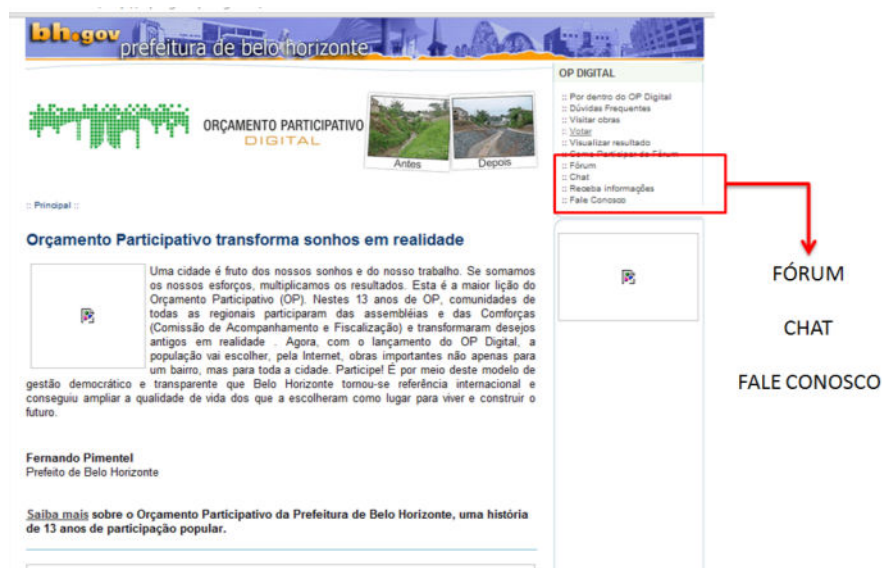 bh.gov
prefeitura de belo horizonte
ORÇAMENTO PARTICIPATIVO
DIGITAL
Antes
Depois
OP DIGITAL
:: Por dentro do OP Digital
:: Dúvidas Frequentes
:: Visitar obras
:: Votar
:: Visualizar resultado
:: Como Participar do Fórum
:: Fórum
:: Chat
:: Receba informações
:: Fale Conosco
:: Principal ::
Orçamento Participativo transforma sonhos em realidade
Uma cidade é fruto dos nossos sonhos e do nosso trabalho. Se somamos
os nossos esforços, multiplicamos os resultados. Esta é a maior lição do
Orçamento Participativo (OP). Nestes 13 anos de OP, comunidades de
todas as regionais participaram das assembléias e das Comforças
(Comissão de Acompanhamento e Fiscalização) e transformaram desejos
antigos em realidade . Agora, com o lançamento do OP Digital, a
população vai escolher, pela Internet, obras importantes não apenas para
um bairro, mas para toda a cidade. Participe! É por meio deste modelo de
gestão democrático e transparente que Belo Horizonte tornou-se referência internacional e
conseguiu ampliar a qualidade de vida dos que a escolheram como lugar para viver e construir o
futuro.
Fernando Pimentel
Prefeito de Belo Horizonte
Saiba mais sobre o Orçamento Participativo da Prefeitura de Belo Horizonte, uma história
de 13 anos de participação popular.
FÓRUM
CHAT
FALE CONOSCO